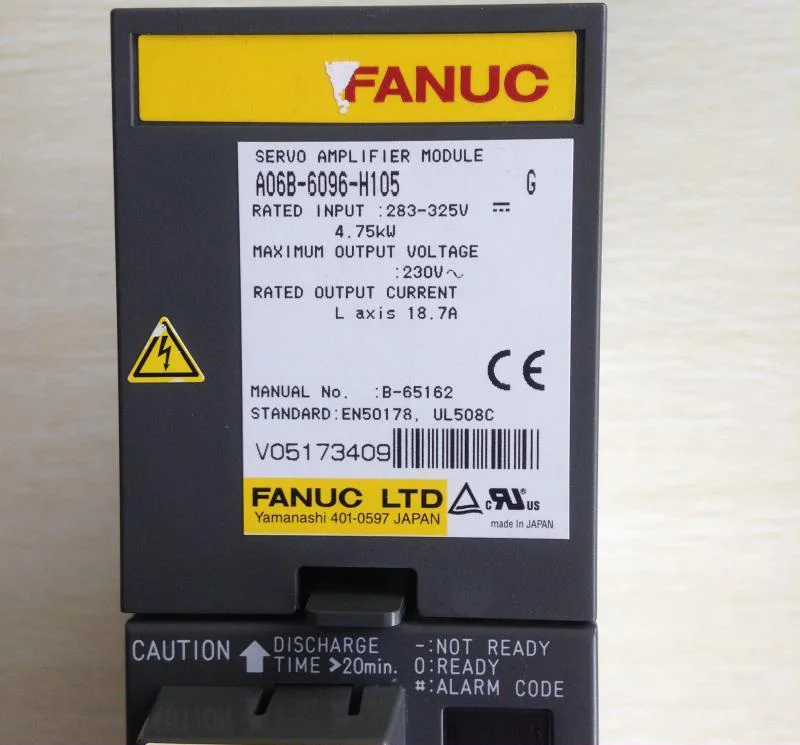 FANUC
SERVO AMPLIFIER MODULE
A06B-6096-H105 G
RATED INPUT :283-325V ⎓
4.75kW
MAXIMUM OUTPUT VOLTAGE
:230V～
RATED OUTPUT CURRENT
L axis 18.7A
CE
MANUAL No. :B-65162
STANDARD:EN50178, UL508C
V05173409
FANUC LTD
Yamanashi 401-0597 JAPAN
c RU US
made in JAPAN
CAUTION DISCHARGE TIME >20min.
-:NOT READY
0:READY
#:ALARM CODE